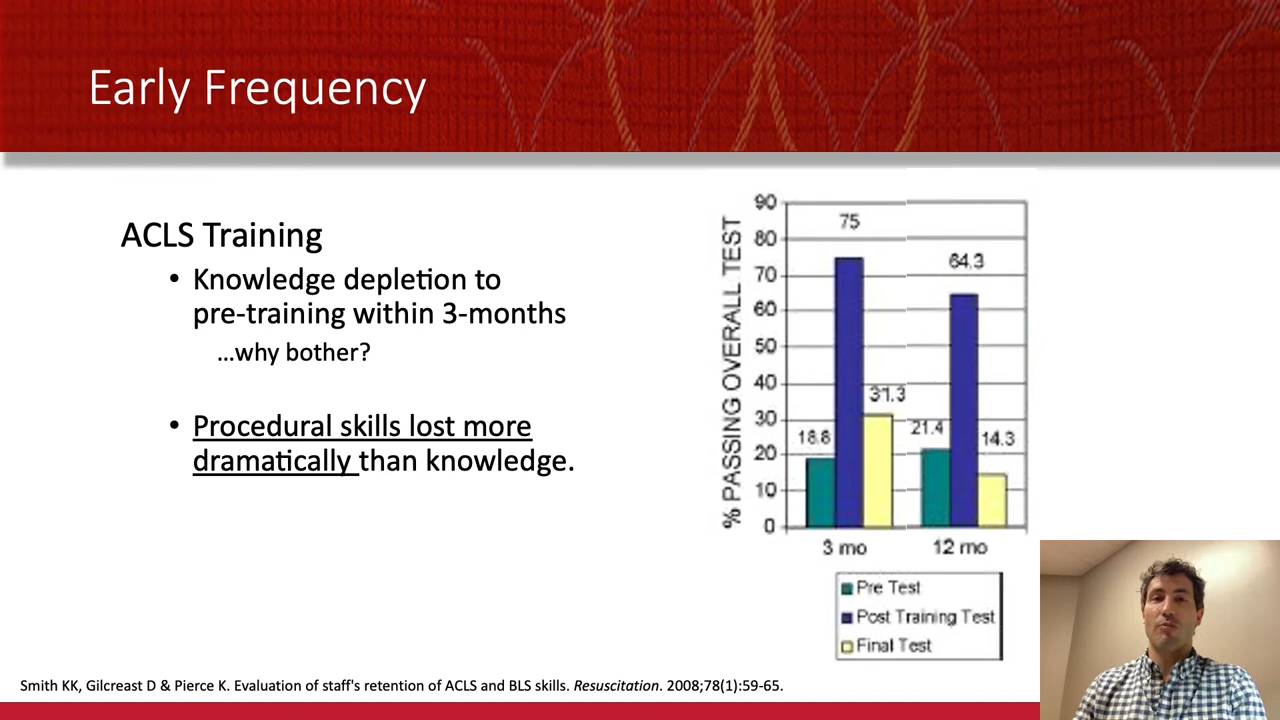 Early Frequency
ACLS Training
• Knowledge depletion to
pre-training within 3-months
...why bother?
• Procedural skills lost more
dramatically than knowledge.
% PASSING OVERALL TEST
90
80
70
60
50
40
30
20
10
0
75
64.3
31.3
18.8
21.4
14.3
3 mo
12 mo
Pre Test
Post Training Test
Final Test
Smith KK, Gilcreast D & Pierce K. Evaluation of staff's retention of ACLS and BLS skills. Resuscitation. 2008;78(1):59-65.